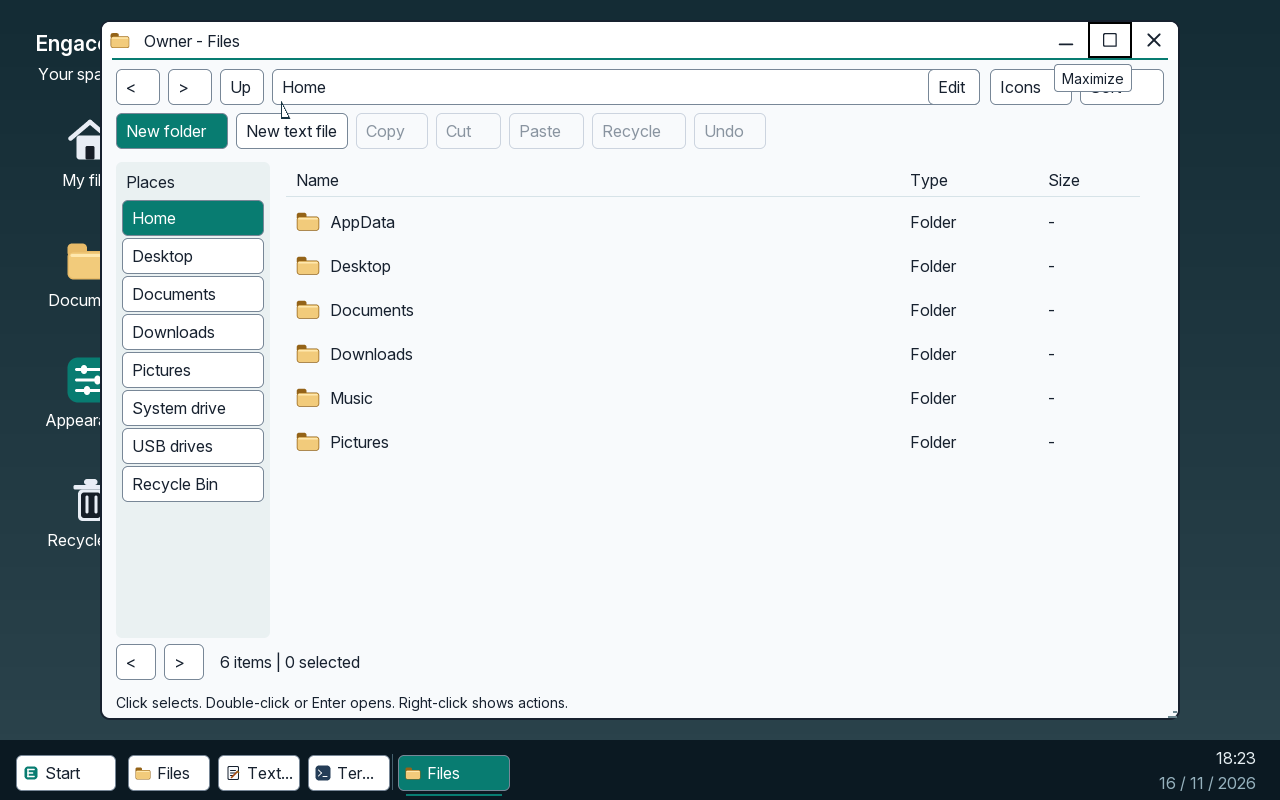 Your spa
My fi
Docum
Appear
Recycle
Owner - Files
Maximize
< > Up Home Edit Icons
New folder New text file Copy Cut Paste Recycle Undo
Places
Home
Desktop
Documents
Downloads
Pictures
System drive
USB drives
Recycle Bin
Name Type Size
AppData Folder -
Desktop Folder -
Documents Folder -
Downloads Folder -
Music Folder -
Pictures Folder -
< > 6 items | 0 selected
Click selects. Double-click or Enter opens. Right-click shows actions.
Start Files Text... Ter... Files
18:23
16 / 11 / 2026